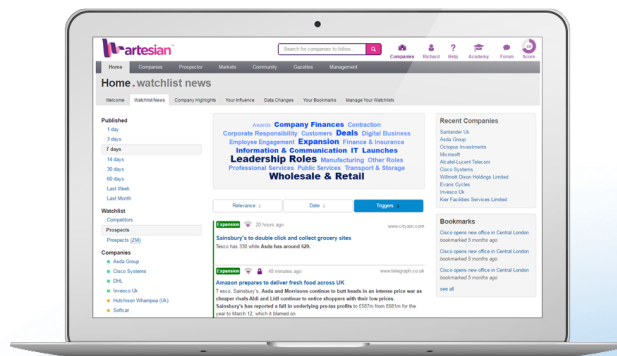 artesian™
Search for companies to follow...
Companies Richard Help Academy Forum Score
Home Companies Prospector Markets Community Gazettes Management
Home.watchlist news
Welcome Watchlist News Company Highlights Your Influence Data Changes Your Bookmarks Manage Your Watchlists
Published
1 day
3 days
7 days
14 days
30 days
60 days
Last Week
Last Month
Watchlist
Competitors
Prospects
Prospects (ZM)
Companies
Asda Group
Cisco Systems
DHL
Invesco Uk
Hutchison Whampoa (Uk)
Softcat
Awards Company Finances Contraction
Corporate Responsibility Customers Deals Digital Business
Employee Engagement Expansion Finance & Insurance
Information & Communication IT Launches
Leadership Roles Manufacturing Other Roles
Professional Services Public Services Transport & Storage
Wholesale & Retail
Relevance Date Triggers
Expansion 20 hours ago www.cityam.com
Sainsbury's to double click and collect grocery sites
Tesco has 330 while Asda has around 620.
Expansion 48 minutes ago www.telegraph.co.uk
Amazon prepares to deliver fresh food across UK
Tesco, Sainsbury's, Asda and Morrisons continue to butt heads in an intense price war as
cheaper rivals Aldi and Lidl continue to entice shoppers with their low prices.
Sainsbury's has reported a fall in underlying pre-tax profits to £587m from £681m for the
year to March 12, which it blamed on
Recent Companies
Santander Uk
Asda Group
Octopus Investments
Microsoft
Alcatel-Lucent Telecom
Cisco Systems
Willmott Dixon Holdings Limited
Evans Cycles
Invesco Uk
Kier Facilities Services Limited
Bookmarks
Cisco opens new office in Central London
bookmarked 5 months ago
Cisco opens new office in Central London
bookmarked 5 months ago
Cisco opens new office in Central London
bookmarked 5 months ago
see all